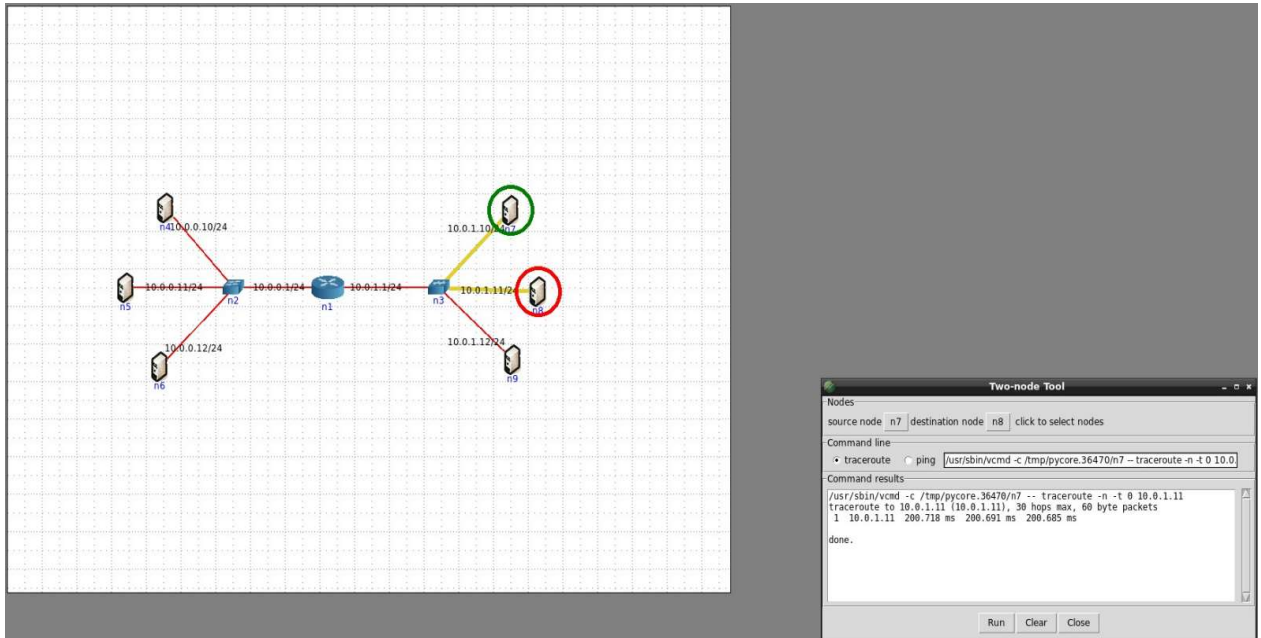 n4 10.0.0.10/24
10.0.1.10/24 n7
10.0.0.11/24
n5
n2
10.0.0.1/24
n1
10.0.1.1/24
n3
10.0.1.11/24
n8
10.0.0.12/24
n6
10.0.1.12/24
n9
Two-node Tool
Nodes
source node n7 destination node n8 click to select nodes
Command line
traceroute ping /usr/sbin/vcmd -c /tmp/pycore.36470/n7 -- traceroute -n -t 0 10.0.
Command results
/usr/sbin/vcmd -c /tmp/pycore.36470/n7 -- traceroute -n -t 0 10.0.1.11
traceroute to 10.0.1.11 (10.0.1.11), 30 hops max, 60 byte packets
1 10.0.1.11 200.718 ms 200.691 ms 200.685 ms
done.
Run Clear Close